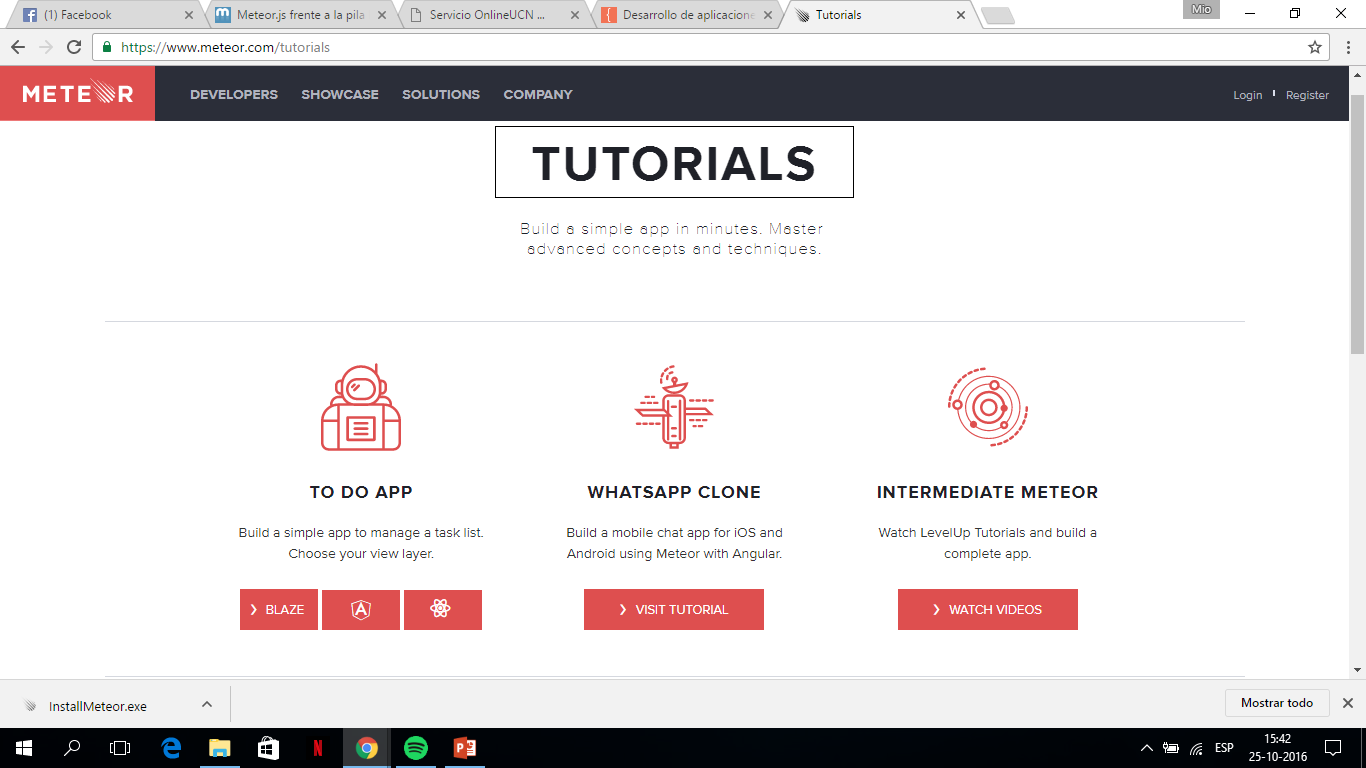 (1) Facebook
Meteor.js frente a la pila
Servicio OnlineUCN ...
Desarrollo de aplicacione
Tutorials
Mio
https://www.meteor.com/tutorials
METEOR
DEVELOPERS
SHOWCASE
SOLUTIONS
COMPANY
Login
Register
TUTORIALS
Build a simple app in minutes. Master
advanced concepts and techniques.
TO DO APP
Build a simple app to manage a task list.
Choose your view layer.
BLAZE
WHATSAPP CLONE
Build a mobile chat app for iOS and
Android using Meteor with Angular.
VISIT TUTORIAL
INTERMEDIATE METEOR
Watch LevelUp Tutorials and build a
complete app.
WATCH VIDEOS
InstallMeteor.exe
Mostrar todo
ESP
15:42
25-10-2016